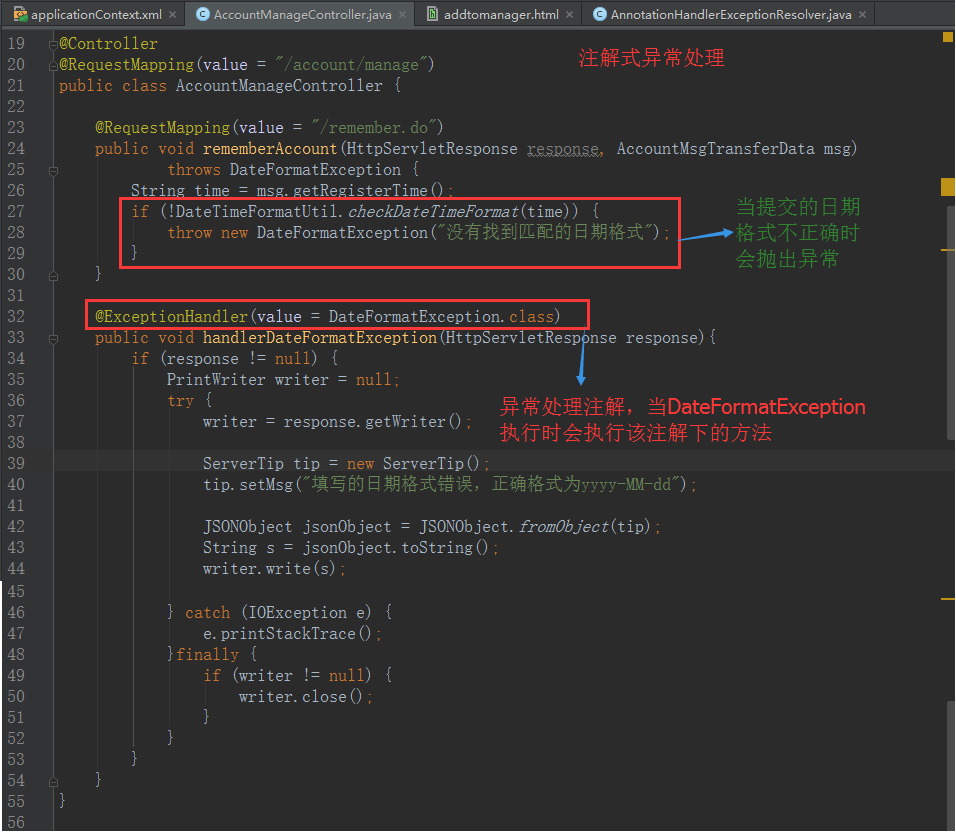 applicationContext.xml × AccountManageController.java × addtomanager.html × AnnotationHandlerExceptionResolver.java ×
19 @Controller
注解式异常处理
20 @RequestMapping(value = "/account/manage")
21 public class AccountManageController {
22
23 @RequestMapping(value = "/remember.do")
24 public void rememberAccount(HttpServletResponse response, AccountMsgTransferData msg)
25 throws DateFormatException {
26 String time = msg.getRegisterTime();
27 if (!DateTimeFormatUtil.checkDateTimeFormat(time)) {
28 throw new DateFormatException("没有找到匹配的日期格式");
29 }
当提交的日期
格式不正确时
会抛出异常
30 }
31
32 @ExceptionHandler(value = DateFormatException.class)
33 public void handlerDateFormatException(HttpServletResponse response){
34 if (response != null) {
35 PrintWriter writer = null;
36 try {
37 writer = response.getWriter();
异常处理注解，当DateFormatException
执行时会执行该注解下的方法
38
39 ServerTip tip = new ServerTip();
40 tip.setMsg("填写的日期格式错误，正确格式为yyyy-MM-dd");
41
42 JSONObject jsonObject = JSONObject.fromObject(tip);
43 String s = jsonObject.toString();
44 writer.write(s);
45
46 } catch (IOException e) {
47 e.printStackTrace();
48 }finally {
49 if (writer != null) {
50 writer.close();
51 }
52 }
53 }
54 }
55 }
56